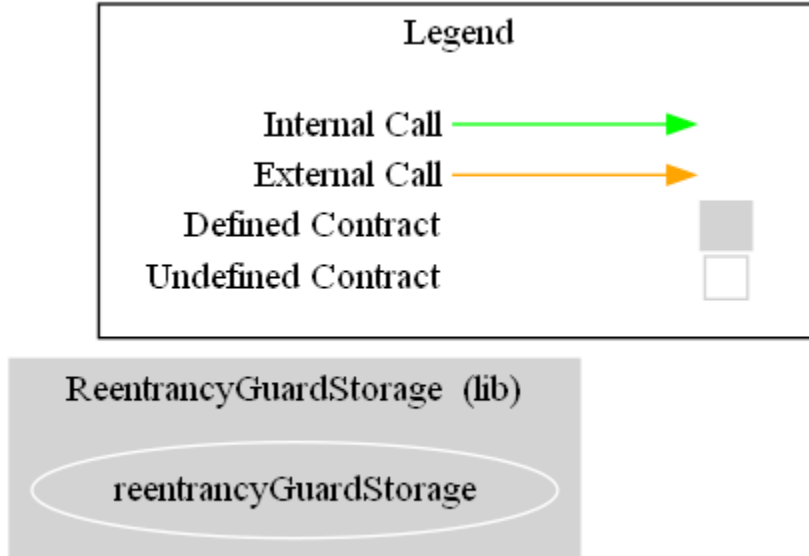 Legend
Internal Call
External Call
Defined Contract
Undefined Contract
ReentrancyGuardStorage (lib)
reentrancyGuardStorage